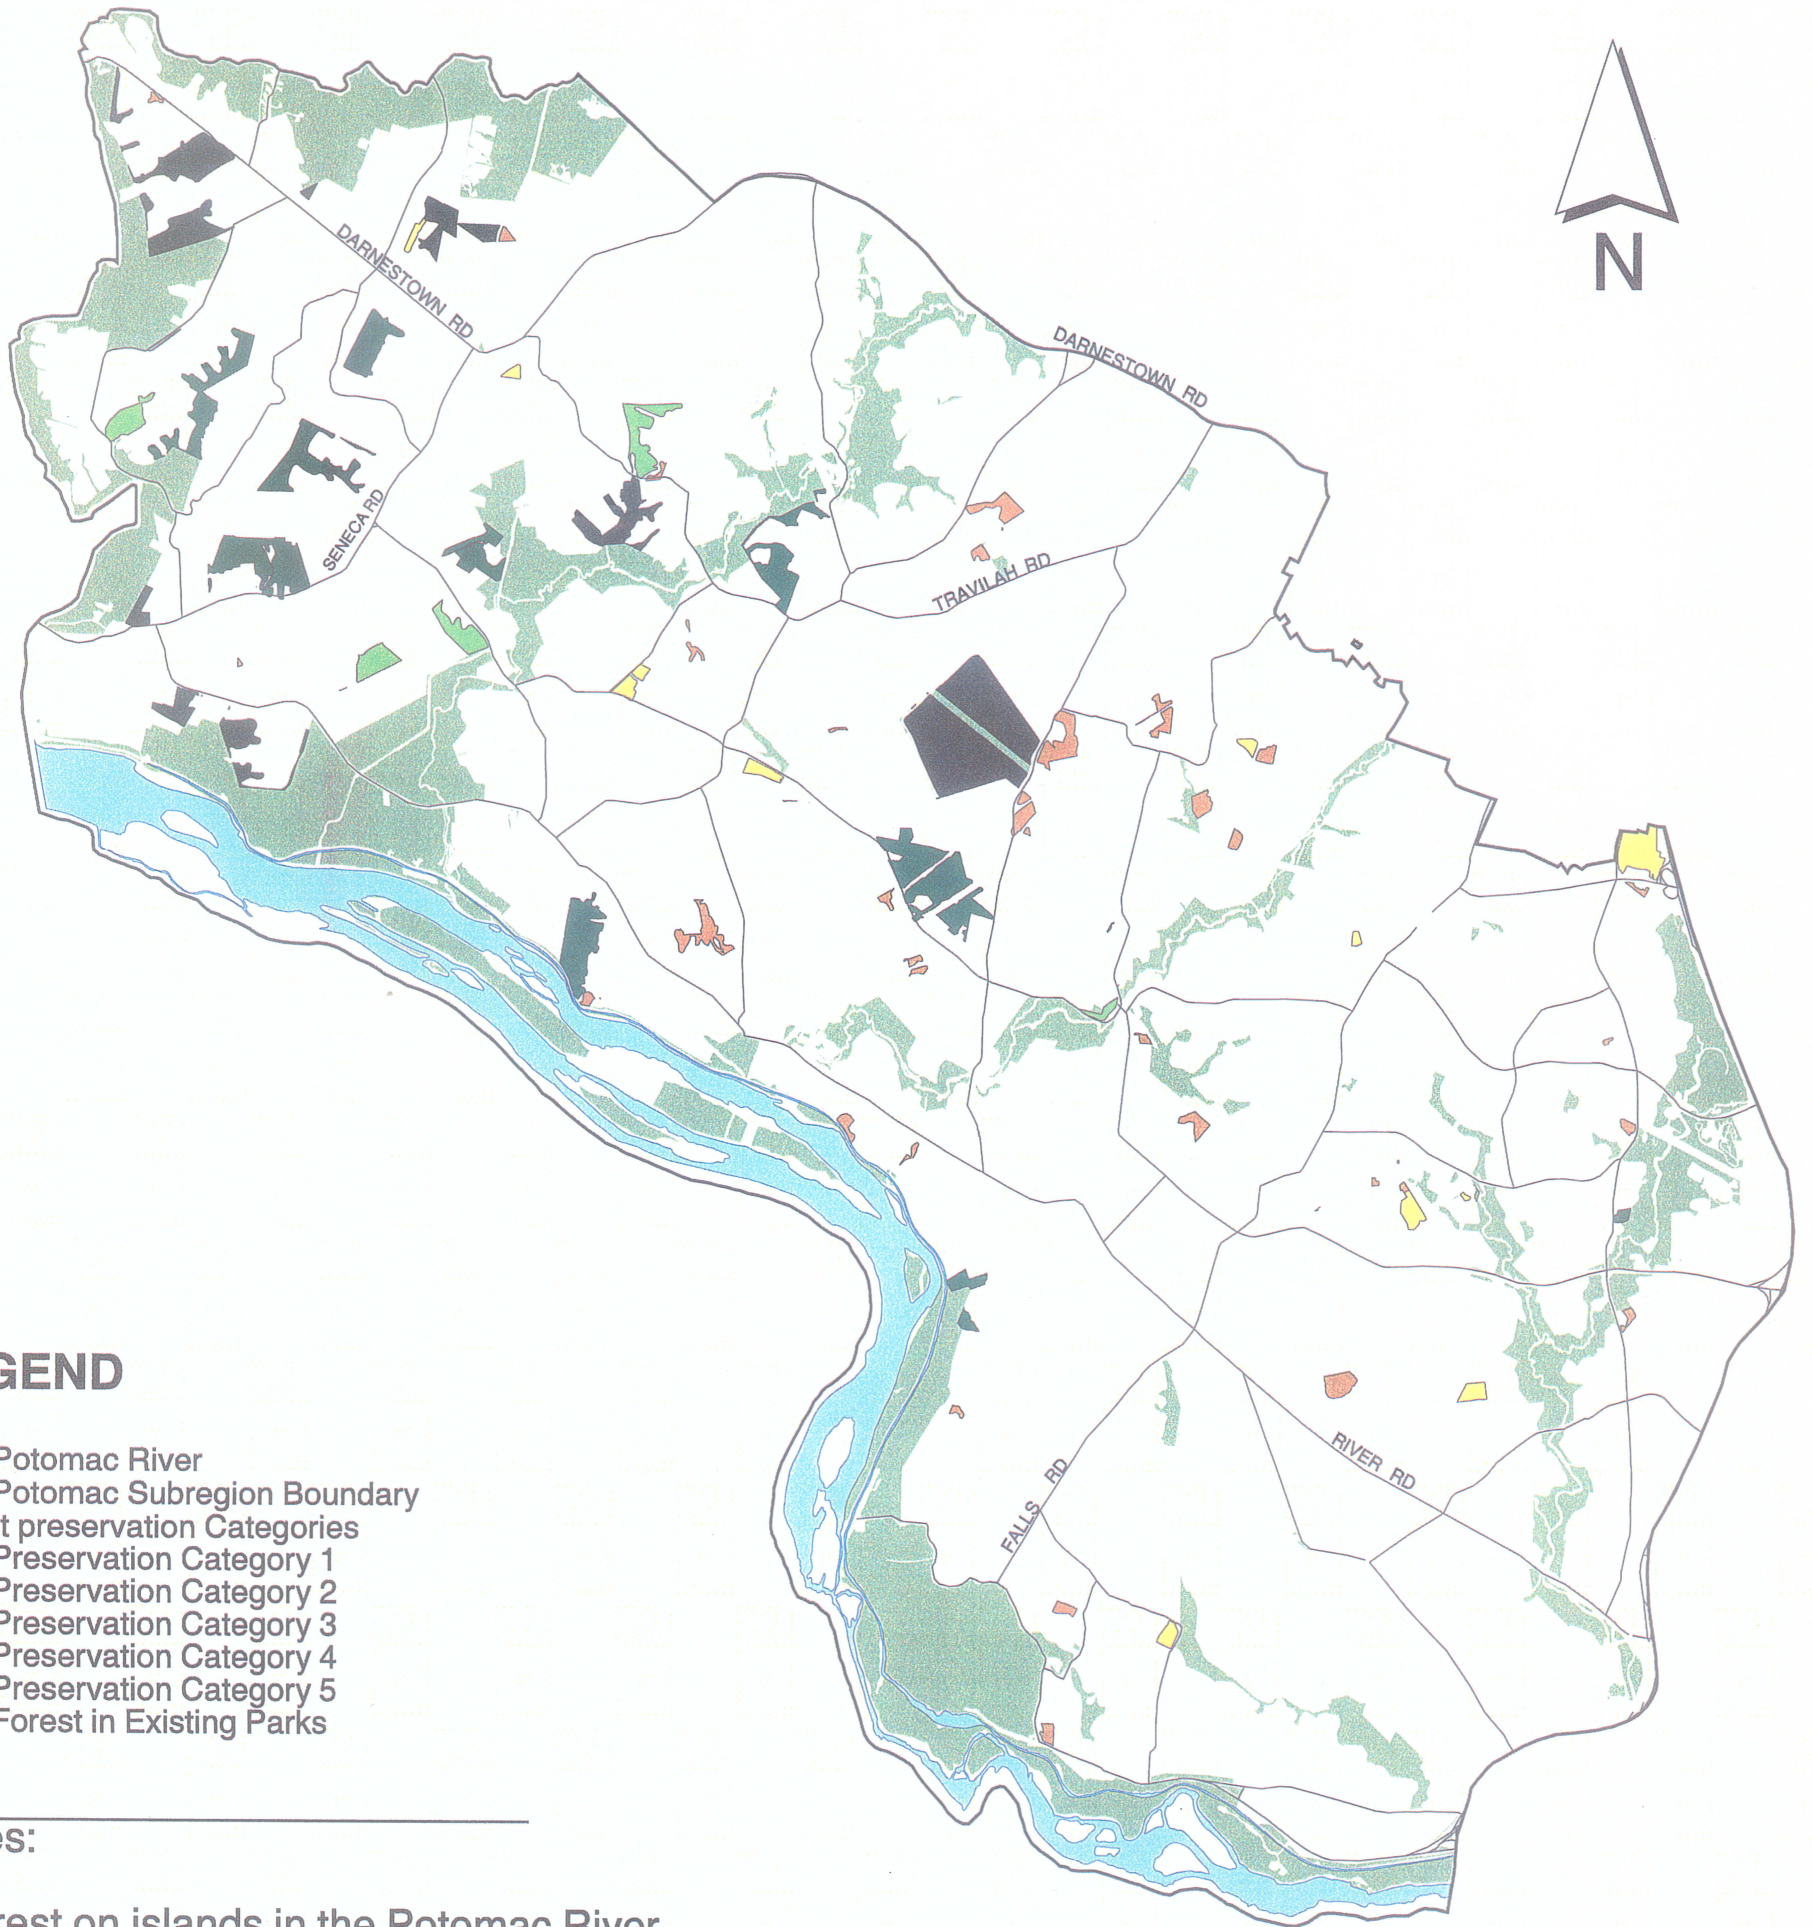 N
DARNESTOWN RD
DARNESTOWN RD
SENECA RD
TRAVILAH RD
FALLS RD
RIVER RD
GEND
Potomac River
Potomac Subregion Boundary
t preservation Categories
Preservation Category 1
Preservation Category 2
Preservation Category 3
Preservation Category 4
Preservation Category 5
Forest in Existing Parks
es:
rest on islands in the Potomac River